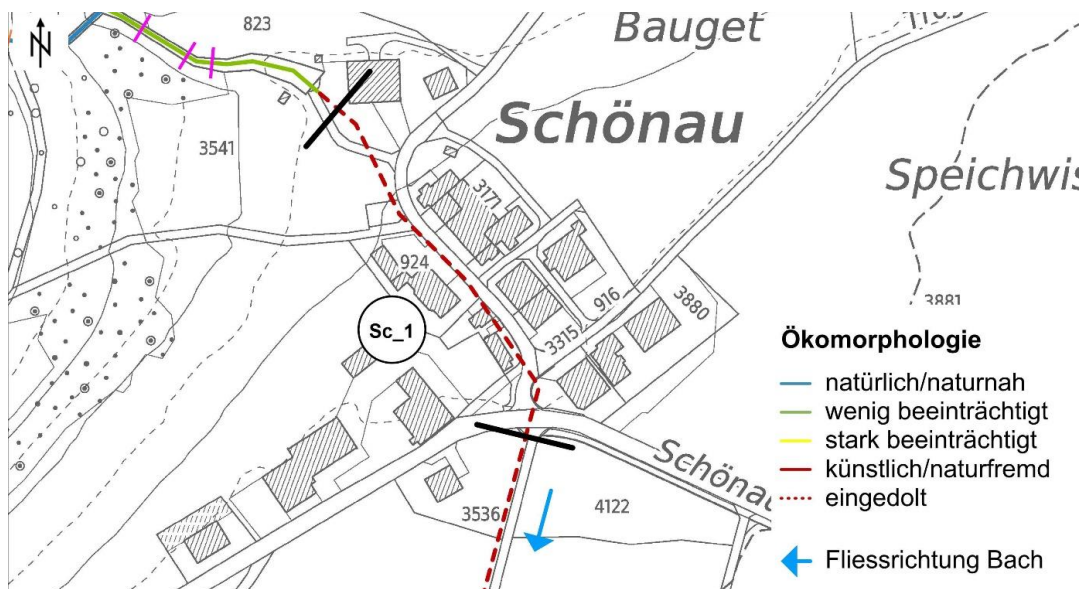 N
823
Bauget
Schönau
3541
Speichwis
3171
924
916
3880
3881
Sc_1
3315
Ökomorphologie
natürlich/naturnah
wenig beeinträchtigt
stark beeinträchtigt
künstlich/naturfremd
eingedolt
Schönau
3536
4122
Fliessrichtung Bach